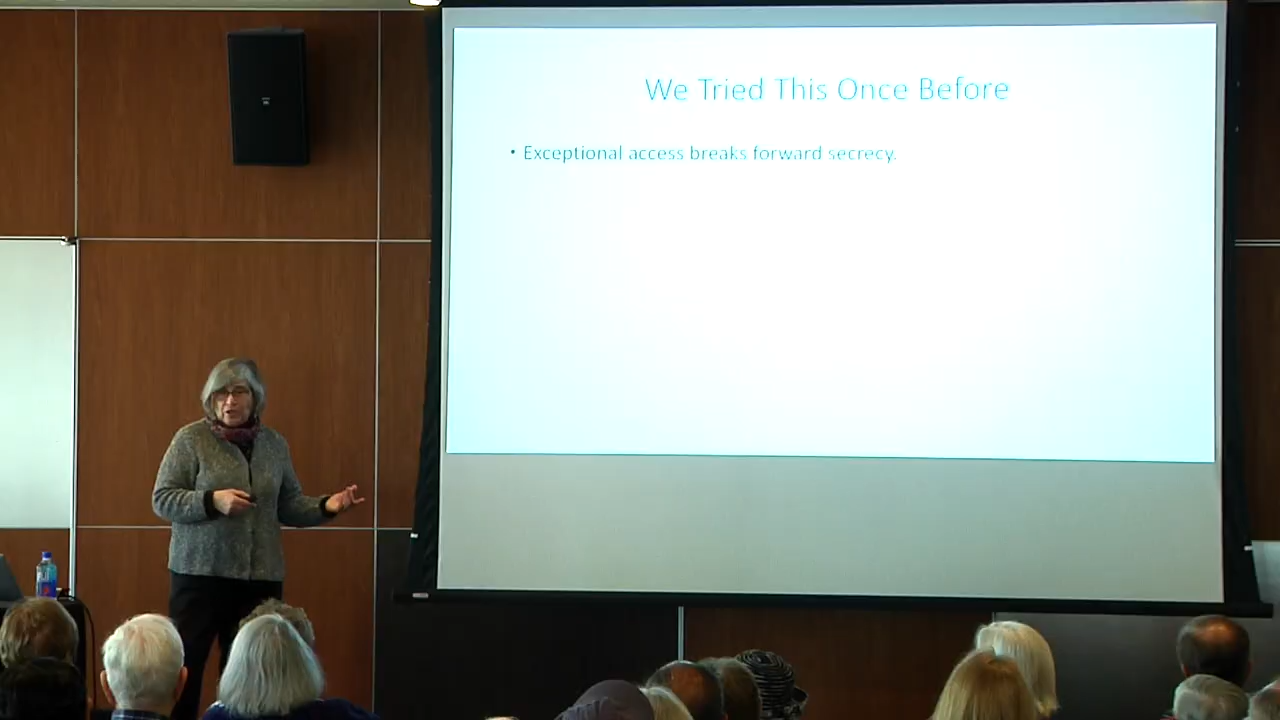 We Tried This Once Before
• Exceptional access breaks forward secrecy.